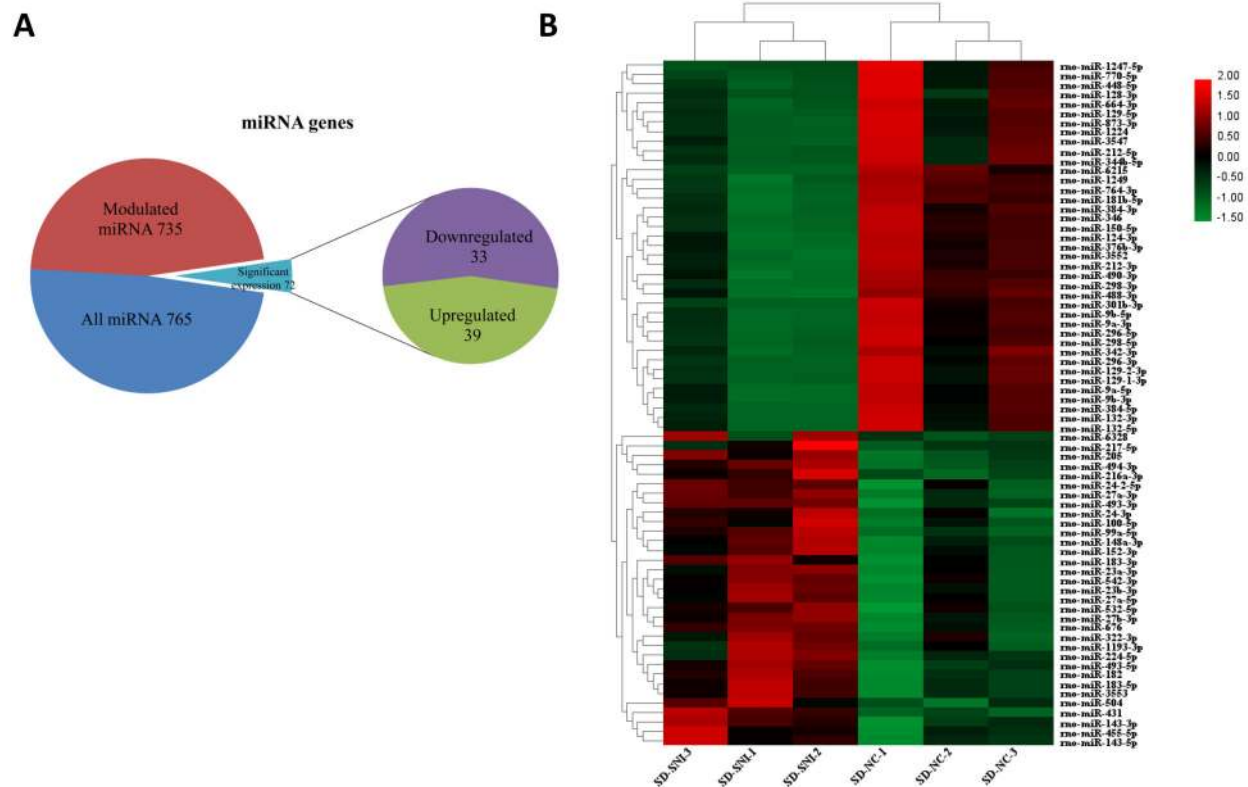 A
miRNA genes
Modulated
miRNA 735
Significant
expression 72
All miRNA 765
Downregulated
33
Upregulated
39
B
rno-miR-1247-5p
rno-miR-770-5p
rno-miR-448-5p
rno-miR-128-3p
rno-miR-664-3p
rno-miR-129-5p
rno-miR-873-3p
rno-miR-1224
rno-miR-3547
rno-miR-212-5p
rno-miR-344b-5p
rno-miR-6215
rno-miR-1249
rno-miR-764-3p
rno-miR-181b-5p
rno-miR-384-3p
rno-miR-346
rno-miR-150-5p
rno-miR-124-3p
rno-miR-376b-3p
rno-miR-3552
rno-miR-212-3p
rno-miR-490-3p
rno-miR-298-3p
rno-miR-488-3p
rno-miR-301b-3p
rno-miR-9b-5p
rno-miR-9a-3p
rno-miR-296-5p
rno-miR-298-5p
rno-miR-342-3p
rno-miR-296-3p
rno-miR-129-2-3p
rno-miR-129-1-3p
rno-miR-9a-5p
rno-miR-9b-3p
rno-miR-384-5p
rno-miR-132-3p
rno-miR-132-5p
rno-miR-6328
rno-miR-217-5p
rno-miR-205
rno-miR-494-3p
rno-miR-216a-3p
rno-miR-24-2-5p
rno-miR-27a-3p
rno-miR-493-3p
rno-miR-24-3p
rno-miR-100-5p
rno-miR-99a-5p
rno-miR-148a-3p
rno-miR-152-3p
rno-miR-183-3p
rno-miR-23a-3p
rno-miR-542-3p
rno-miR-23b-3p
rno-miR-27a-5p
rno-miR-532-5p
rno-miR-27b-3p
rno-miR-676
rno-miR-322-3p
rno-miR-1193-3p
rno-miR-224-5p
rno-miR-493-5p
rno-miR-182
rno-miR-183-5p
rno-miR-3553
rno-miR-504
rno-miR-431
rno-miR-143-3p
rno-miR-455-5p
rno-miR-143-5p
SD-SNI-3
SD-SNI-1
SD-SNI-2
SD-NC-1
SD-NC-2
SD-NC-3
2.00
1.50
1.00
0.50
0.00
-0.50
-1.00
-1.50